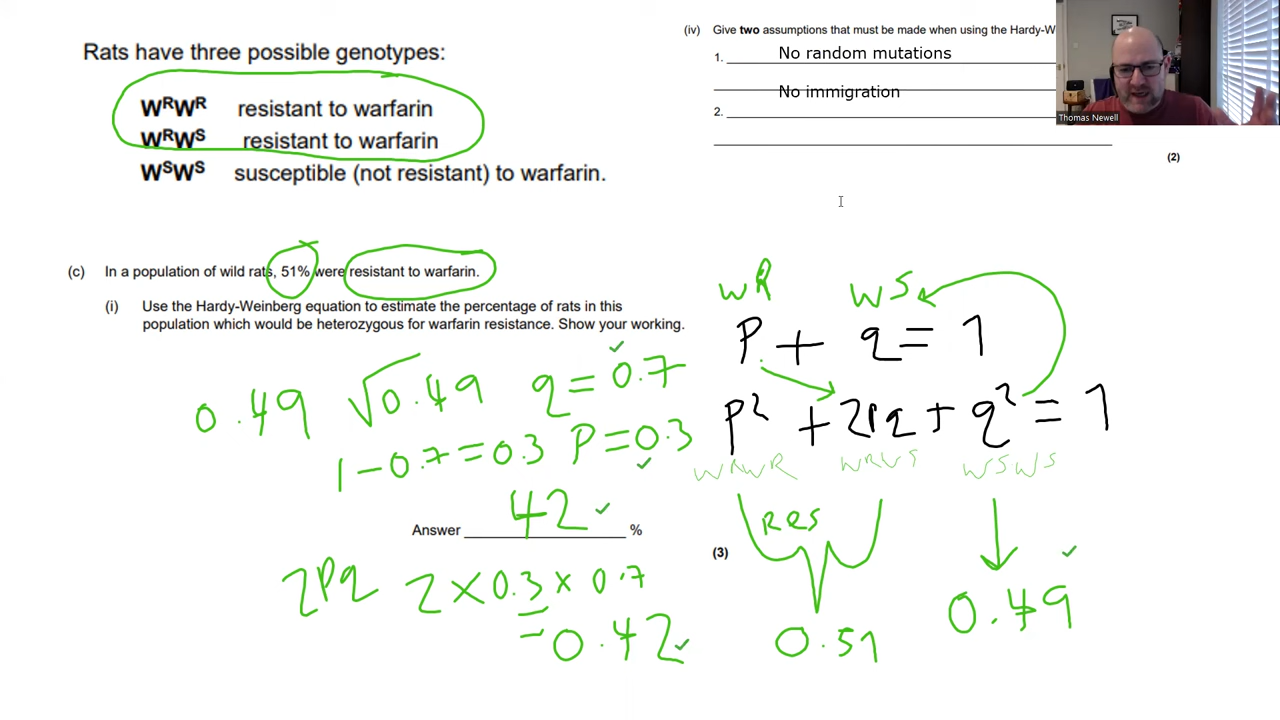 Rats have three possible genotypes:
WRWR resistant to warfarin
WRWS resistant to warfarin
WSWS susceptible (not resistant) to warfarin.
(iv) Give two assumptions that must be made when using the Hardy-W
1. No random mutations
No immigration
2.
(2)
Thomas Newell
(c) In a population of wild rats, 51% were resistant to warfarin.
(i) Use the Hardy-Weinberg equation to estimate the percentage of rats in this
population which would be heterozygous for warfarin resistance. Show your working.
0.49 √0.49 q = 0.7
1 - 0.7 = 0.3 P = 0.3
Answer 42 %
(3)
2Pq 2 × 0.3 × 0.7
= 0.42
WR WS
P + q = 1
P² + 2Pq + q² = 1
WRWR WRWS WSWS
Res
0.51 0.49